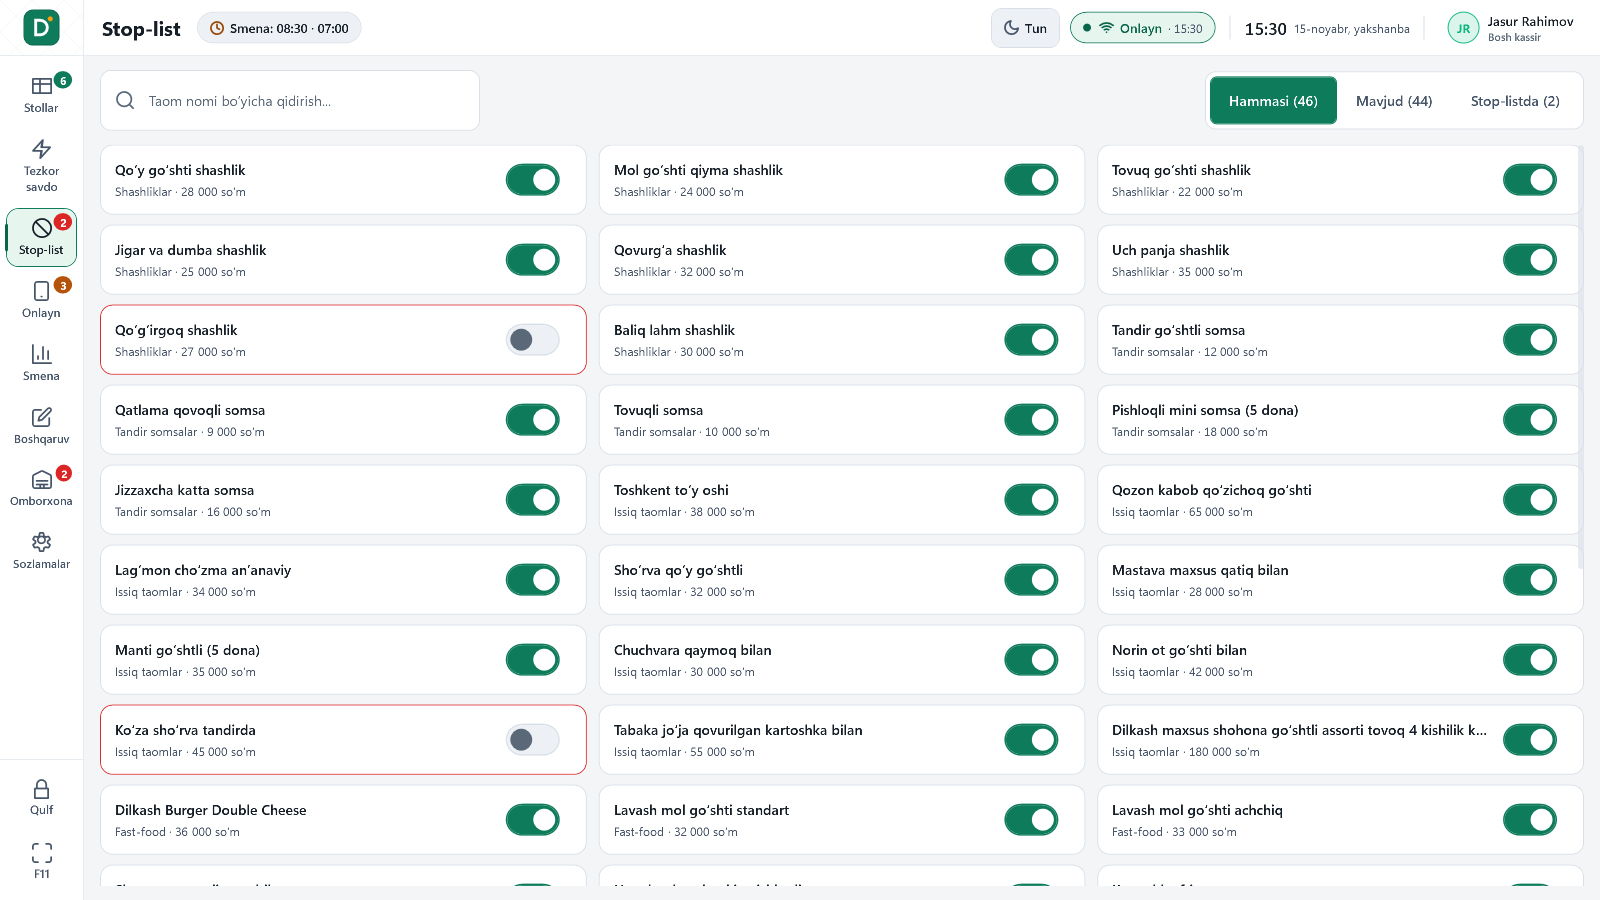 D
Stop-list
Smena: 08:30 · 07:00
Tun
Onlayn · 15:30
15:30
15-noyabr, yakshanba
JR
Jasur Rahimov
Bosh kassir
6
Stollar
Tezkor
savdo
2
Stop-list
3
Onlayn
Smena
Boshqaruv
2
Omborxona
Sozlamalar
Qulf
F11
Taom nomi bo‘yicha qidirish...
Hammasi (46)
Mavjud (44)
Stop-listda (2)
Qo‘y go‘shti shashlik
Shashliklar · 28 000 so‘m
Mol go‘shti qiyma shashlik
Shashliklar · 24 000 so‘m
Tovuq go‘shti shashlik
Shashliklar · 22 000 so‘m
Jigar va dumba shashlik
Shashliklar · 25 000 so‘m
Qovurg‘a shashlik
Shashliklar · 32 000 so‘m
Uch panja shashlik
Shashliklar · 35 000 so‘m
Qo‘g‘irgoq shashlik
Shashliklar · 27 000 so‘m
Baliq lahm shashlik
Shashliklar · 30 000 so‘m
Tandir go‘shtli somsa
Tandir somsalar · 12 000 so‘m
Qatlama qovoqli somsa
Tandir somsalar · 9 000 so‘m
Tovuqli somsa
Tandir somsalar · 10 000 so‘m
Pishloqli mini somsa (5 dona)
Tandir somsalar · 18 000 so‘m
Jizzaxcha katta somsa
Tandir somsalar · 16 000 so‘m
Toshkent to‘y oshi
Issiq taomlar · 38 000 so‘m
Qozon kabob qo‘zichoq go‘shti
Issiq taomlar · 65 000 so‘m
Lag‘mon cho‘zma an’anaviy
Issiq taomlar · 34 000 so‘m
Sho‘rva qo‘y go‘shtli
Issiq taomlar · 32 000 so‘m
Mastava maxsus qatiq bilan
Issiq taomlar · 28 000 so‘m
Manti go‘shtli (5 dona)
Issiq taomlar · 35 000 so‘m
Chuchvara qaymoq bilan
Issiq taomlar · 30 000 so‘m
Norin ot go‘shti bilan
Issiq taomlar · 42 000 so‘m
Ko‘za sho‘rva tandirda
Issiq taomlar · 45 000 so‘m
Tabaka jo‘ja qovurilgan kartoshka bilan
Issiq taomlar · 55 000 so‘m
Dilkash maxsus shohona go‘shtli assorti tovoq 4 kishilik k...
Issiq taomlar · 180 000 so‘m
Dilkash Burger Double Cheese
Fast-food · 36 000 so‘m
Lavash mol go‘shti standart
Fast-food · 32 000 so‘m
Lavash mol go‘shti achchiq
Fast-food · 33 000 so‘m